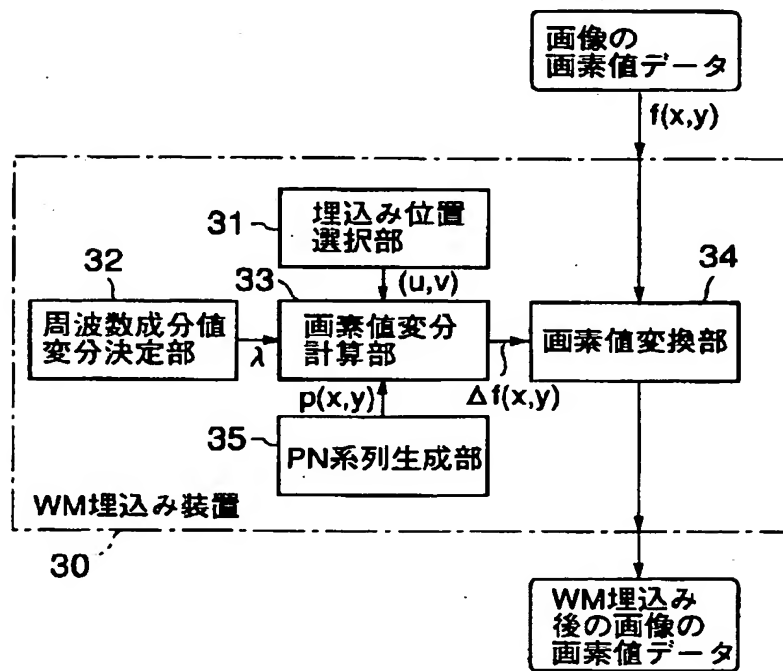 画像の
画素値データ
f(x,y)
31
埋込み位置
選択部
32
33
(u,v)
34
周波数成分値
変分決定部
λ
画素値変分
計算部
画素値変換部
p(x,y)
Δf(x,y)
35
PN系列生成部
WM埋込み装置
30
WM埋込み
後の画像の
画素値データ